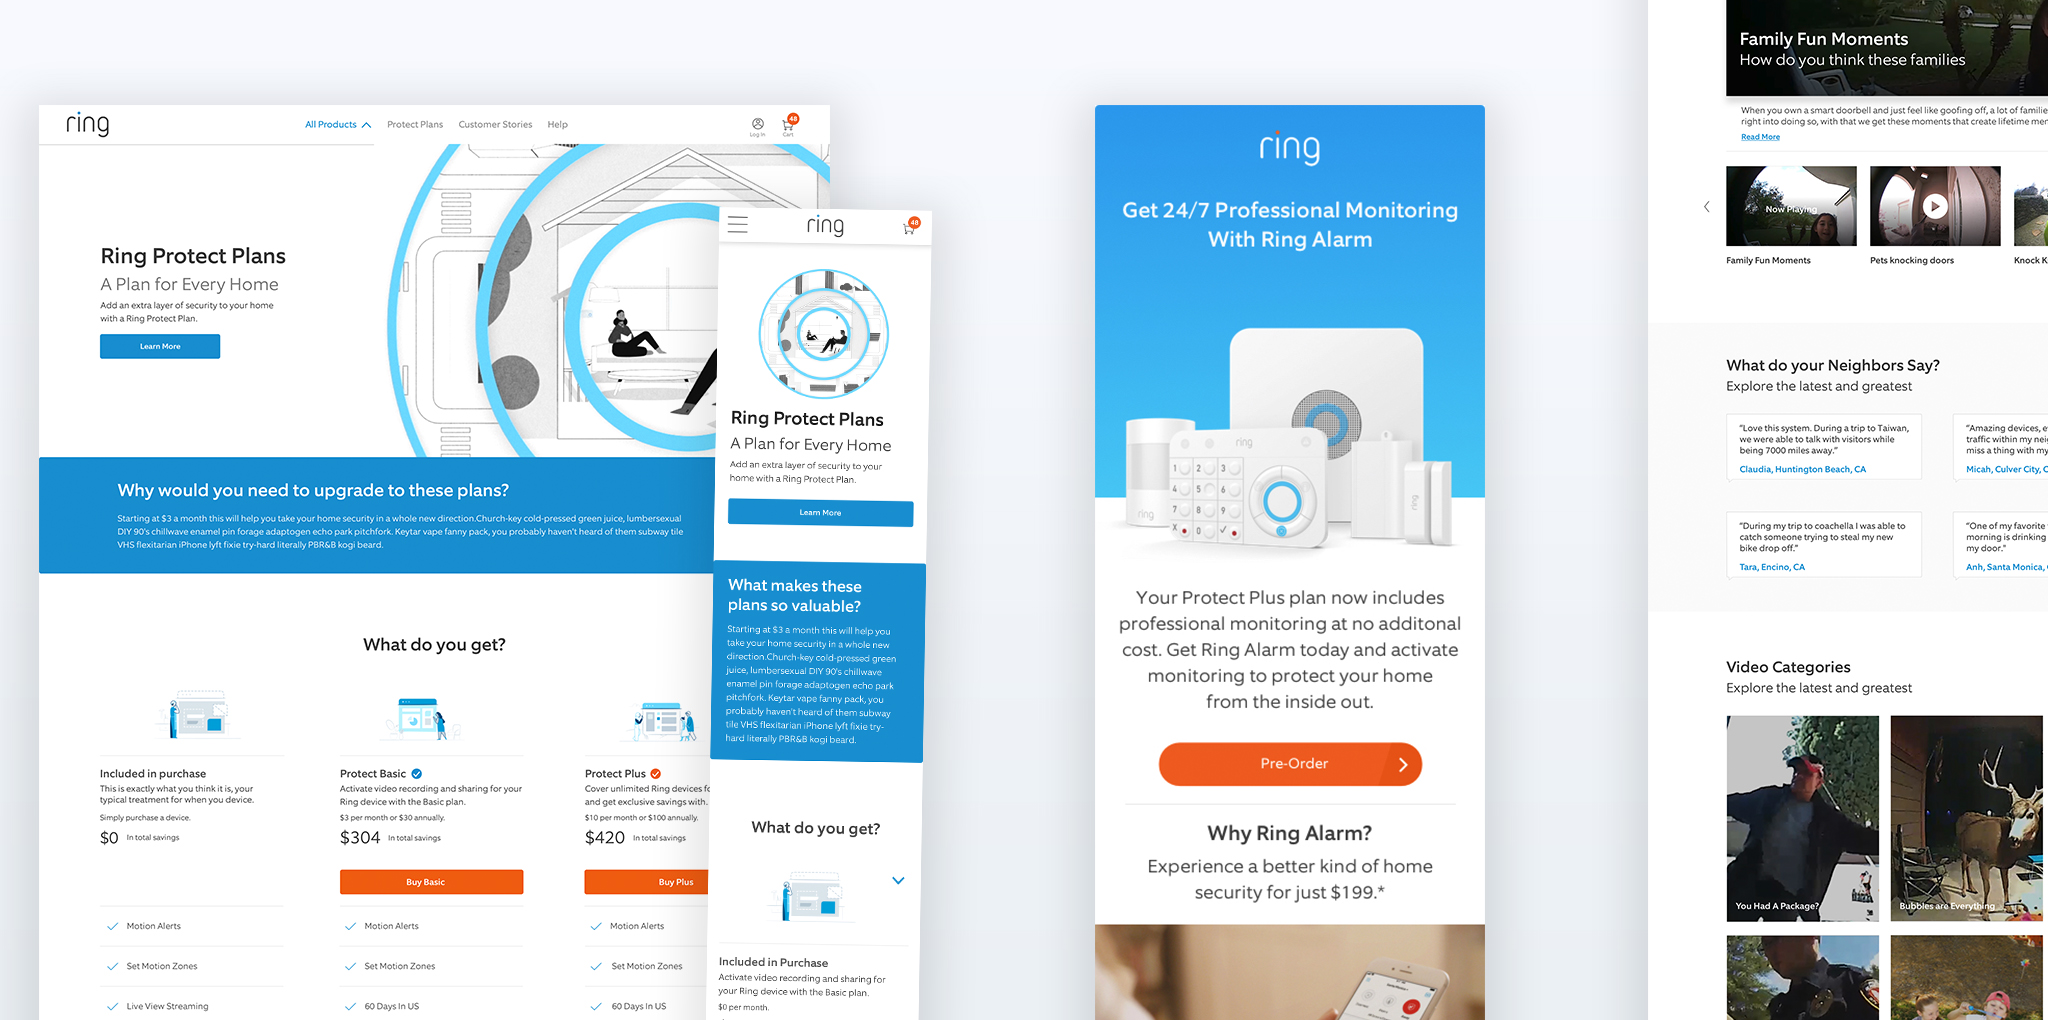 ring
All Products
Protect Plans
Customer Stories
Help
Log In
48
Cart
Ring Protect Plans
A Plan for Every Home
Add an extra layer of security to your home
with a Ring Protect Plan.
Learn More
Why would you need to upgrade to these plans?
Starting at $3 a month this will help you take your home security in a whole new direction.Church-key cold-pressed green juice, lumbersexual
DIY 90's chillwave enamel pin forage adaptogen echo park pitchfork. Keytar vape fanny pack, you probably haven't heard of them subway tile
VHS flexitarian iPhone lyft fixie try-hard literally PBR&B kogi beard.
What do you get?
Included in purchase
This is exactly what you think it is, your
typical treatment for when you device.
Simply purchase a device.
$0 In total savings
Motion Alerts
Set Motion Zones
Live View Streaming
Protect Basic
Activate video recording and sharing for your
Ring device with the Basic plan.
$3 per month or $30 annually.
$304 In total savings
Buy Basic
Motion Alerts
Set Motion Zones
60 Days In US
Protect Plus
Cover unlimited Ring devices
and get exclusive savings with.
$10 per month or $100 annually.
$420 In total savings
Buy Plus
Motion Alerts
Set Motion Zones
60 Days In US
ring
48
Ring Protect Plans
A Plan for Every Home
Add an extra layer of security to your
home with a Ring Protect Plan.
Learn More
What makes these
plans so valuable?
Starting at $3 a month this will help you
take your home security in a whole new
direction.Church-key cold-pressed green
juice, lumbersexual DIY 90's chillwave
enamel pin forage adaptogen echo park
pitchfork. Keytar vape fanny pack, you
probably haven't heard of them subway
tile VHS flexitarian iPhone lyft fixie try-
hard literally PBR&B kogi beard.
What do you get?
Included in Purchase
Activate video recording and sharing for
your Ring device with the Basic plan.
$0 per month.
ring
Get 24/7 Professional Monitoring
With Ring Alarm
ring
1 2 3
4 5 6
7 8 9
X 0 ✓
ring
ring
Your Protect Plus plan now includes
professional monitoring at no additonal
cost. Get Ring Alarm today and activate
monitoring to protect your home
from the inside out.
Pre-Order
Why Ring Alarm?
Experience a better kind of home
security for just $199.*
Family Fun Moments
How do you think these families
When you own a smart doorbell and just feel like goofing off, a lot of familie
right into doing so, with that we get these moments that create lifetime mer
Read More
Now Playing
Family Fun Moments
Pets knocking doors
Knock K
What do your Neighbors Say?
Explore the latest and greatest
"Love this system. During a trip to Taiwan,
we were able to talk with visitors while
being 7000 miles away."
Claudia, Huntington Beach, CA
"Amazing devices, e
traffic within my nei
miss a thing with my
Micah, Culver City, C
"During my trip to coachella I was able to
catch someone trying to steal my new
bike drop off."
Tara, Encino, CA
"One of my favorite
morning is drinking
my door."
Anh, Santa Monica,
Video Categories
Explore the latest and greatest
You Had A Package?
Bubbles are Everything